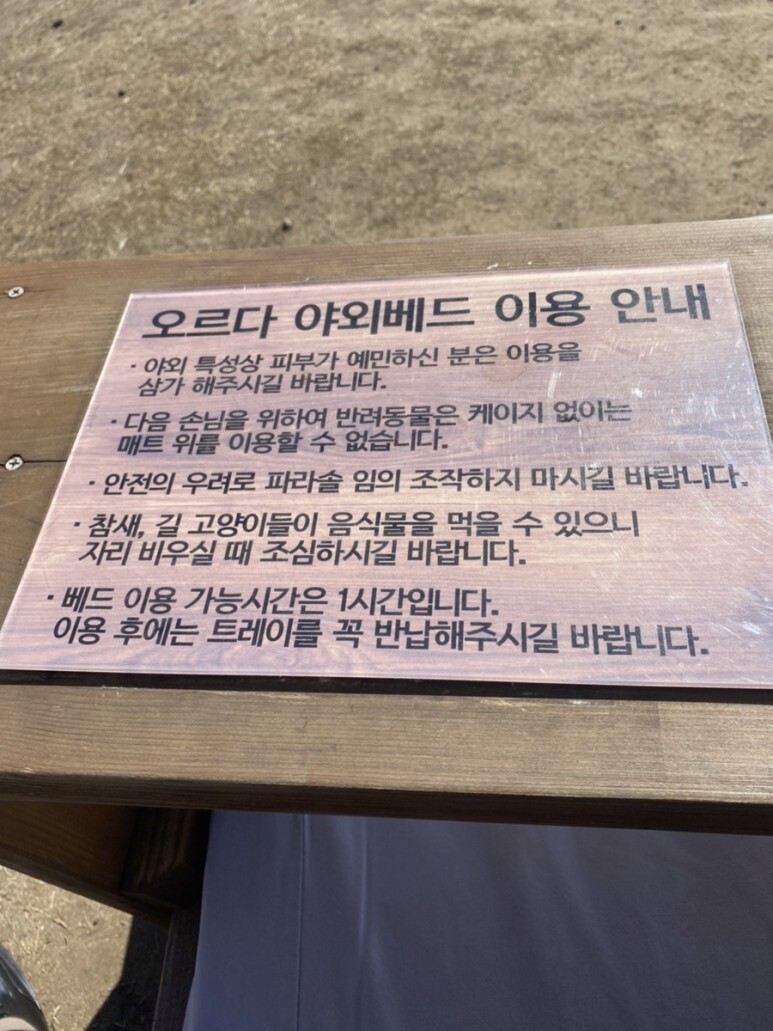 오르다 야외베드 이용 안내
· 야외 특성상 피부가 예민하신 분은 이용을
삼가 해주시길 바랍니다.
· 다음 손님을 위하여 반려동물은 케이지 없이는
매트 위를 이용할 수 없습니다.
· 안전의 우려로 파라솔 임의 조작하지 마시길 바랍니다.
· 참새, 길 고양이들이 음식물을 먹을 수 있으니
자리 비우실 때 조심하시길 바랍니다.
· 베드 이용 가능시간은 1시간입니다.
이용 후에는 트레이를 꼭 반납해주시길 바랍니다.